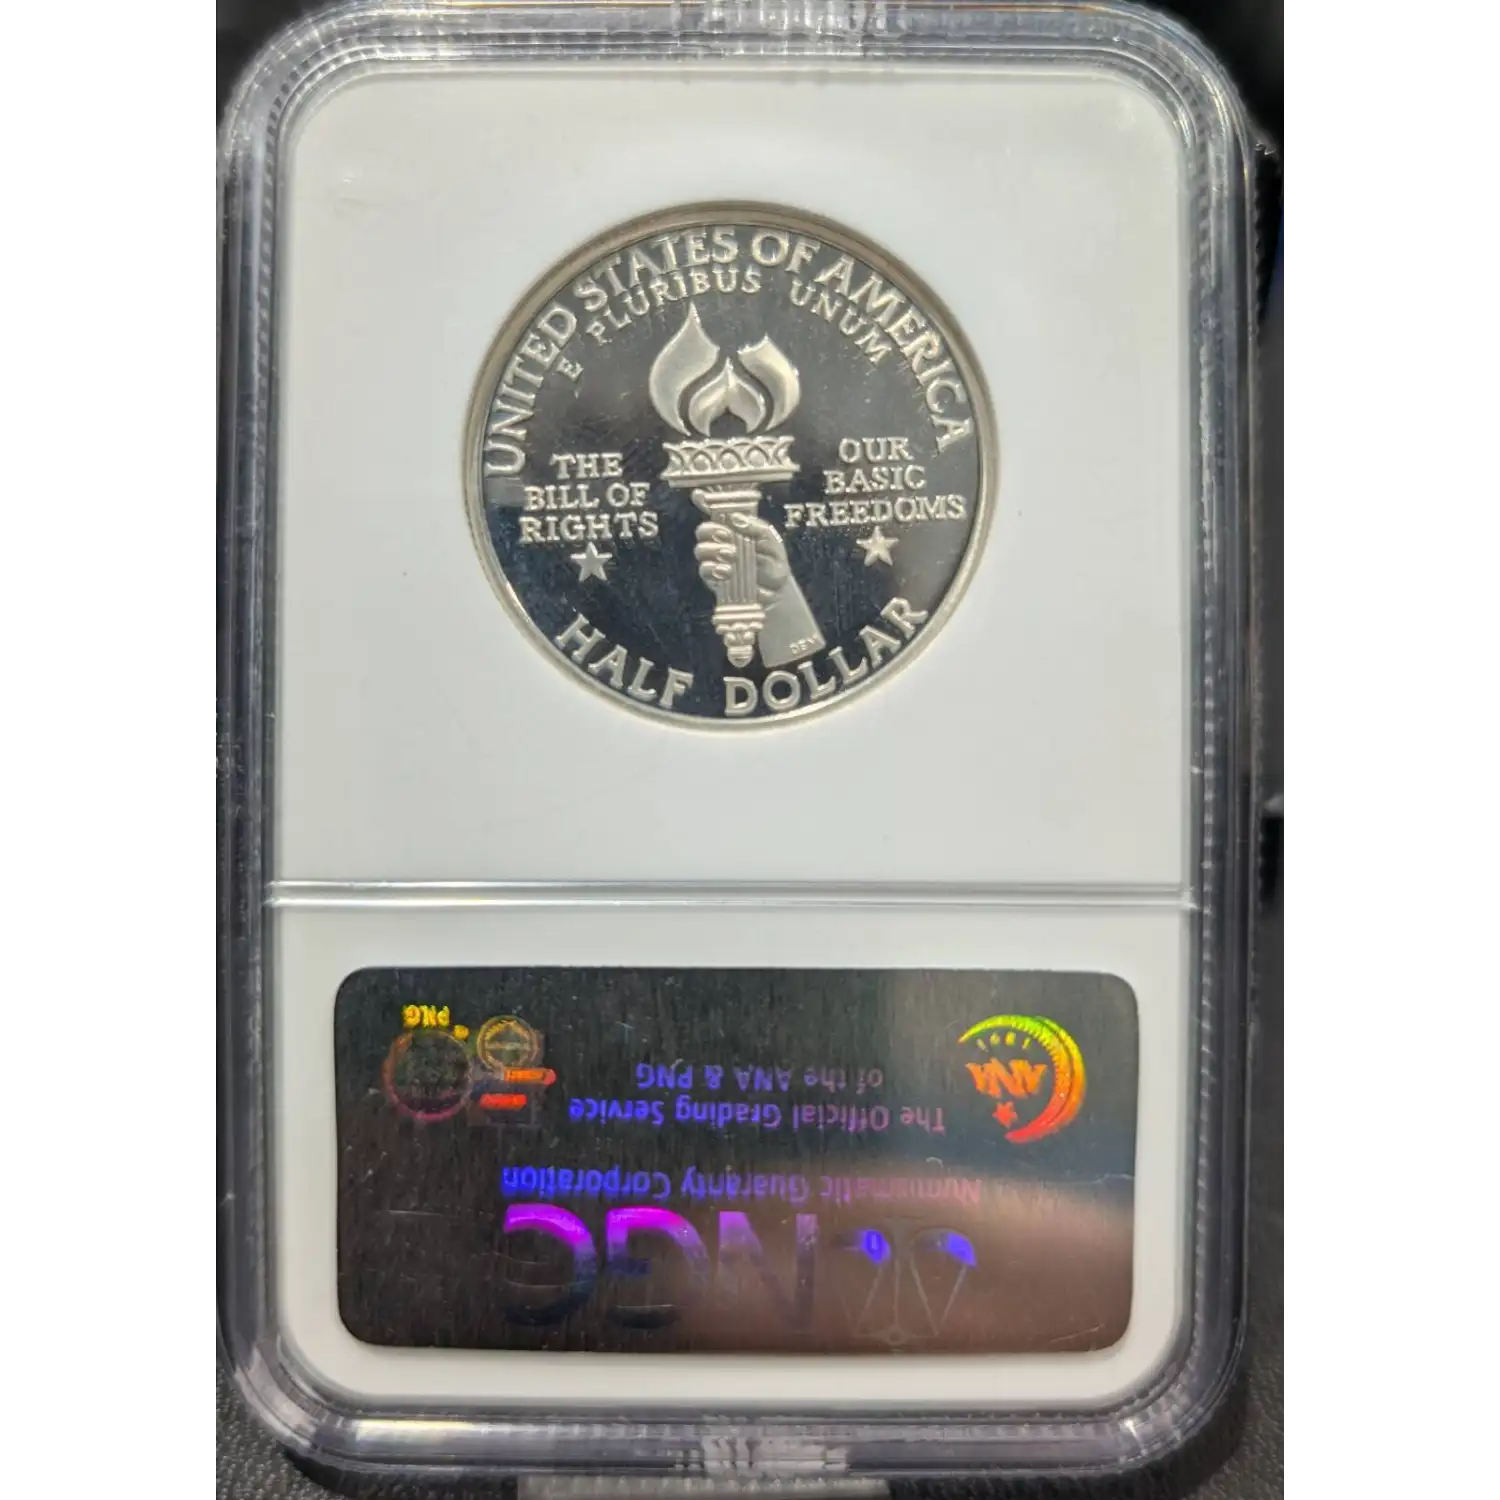 UNITED STATES OF AMERICA
E PLURIBUS UNUM
THE
BILL OF
RIGHTS
OUR
BASIC
FREEDOMS
HALF DOLLAR
PNG
1891
ANA
of the ANA & PNG
The Official Grading Service
Numismatic Guaranty Corporation
NGC